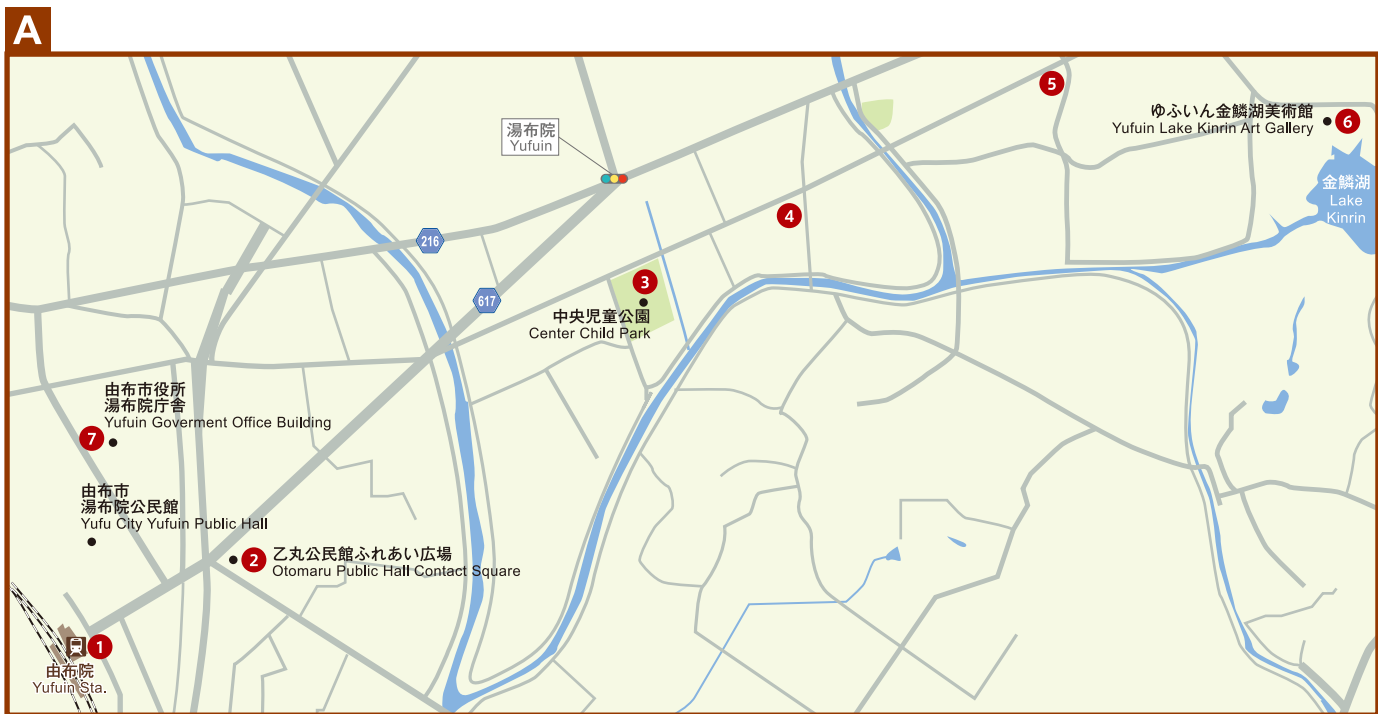 A
湯布院
Yufuin
5
ゆふいん金鱗湖美術館
Yufuin Lake Kinrin Art Gallery
6
金鱗湖
Lake
Kinrin
4
216
617
3
中央児童公園
Center Child Park
由布市役所
湯布院庁舎
Yufuin Goverment Office Building
7
由布市
湯布院公民館
Yufu City Yufuin Public Hall
2
乙丸公民館ふれあい広場
Otomaru Public Hall Contact Square
1
由布院
Yufuin Sta.